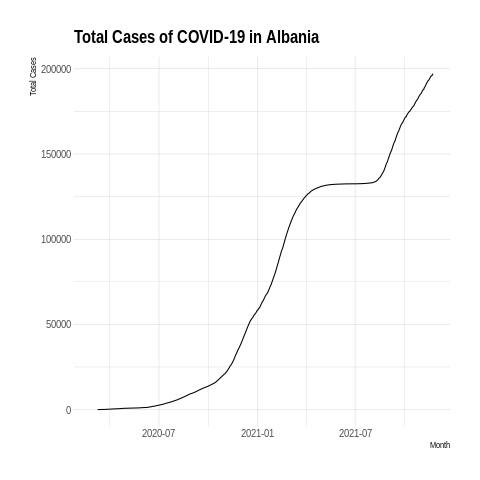 Total Cases of COVID-19 in Albania
Total Cases
200000
150000
100000
50000
0
2020-07
2021-01
2021-07
Month